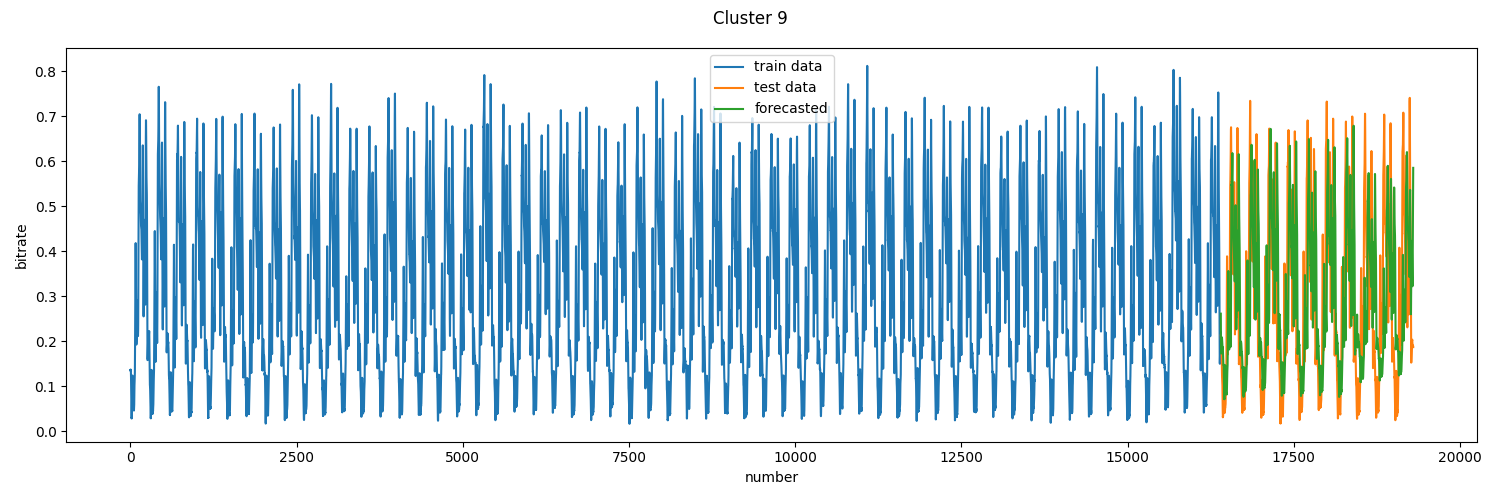 Cluster 9
train data
test data
forecasted
bitrate
0.8
0.7
0.6
0.5
0.4
0.3
0.2
0.1
0.0
0 2500 5000 7500 10000 12500 15000 17500 20000
number